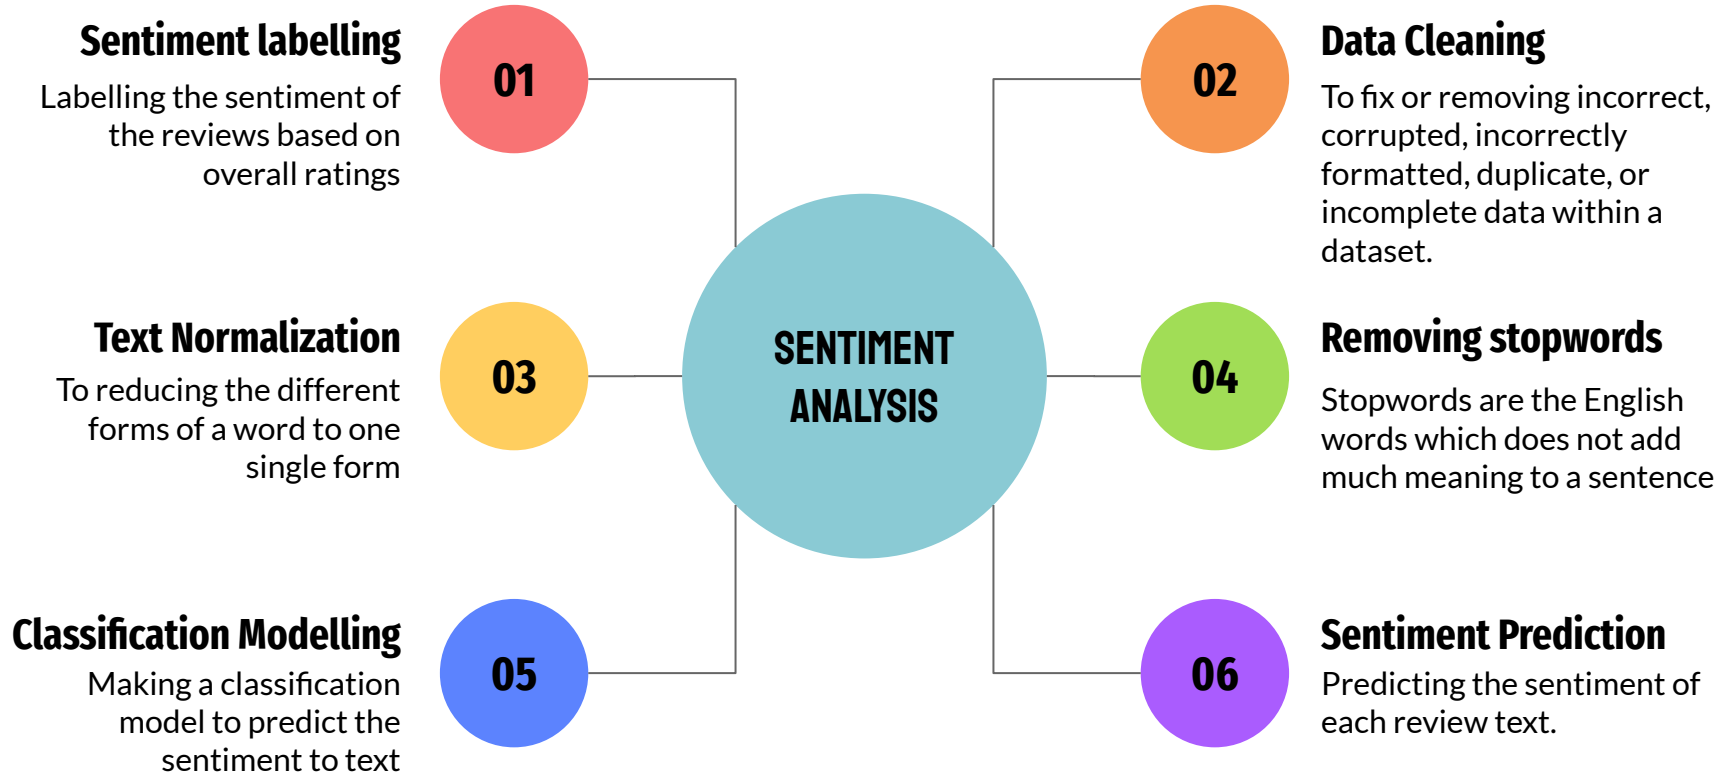 Sentiment labelling
Labelling the sentiment of
the reviews based on
overall ratings
01
02
Data Cleaning
To fix or removing incorrect,
corrupted, incorrectly
formatted, duplicate, or
incomplete data within a
dataset.
SENTIMENT
ANALYSIS
Text Normalization
To reducing the different
forms of a word to one
single form
03
04
Removing stopwords
Stopwords are the English
words which does not add
much meaning to a sentence
Classification Modelling
Making a classification
model to predict the
sentiment to text
05
06
Sentiment Prediction
Predicting the sentiment of
each review text.